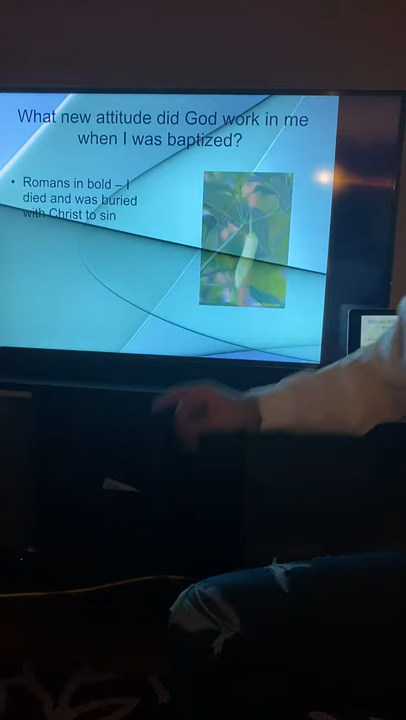 What new attitude did God work in me
when I was baptized?
• Romans in bold – I
died and was buried
with Christ to sin